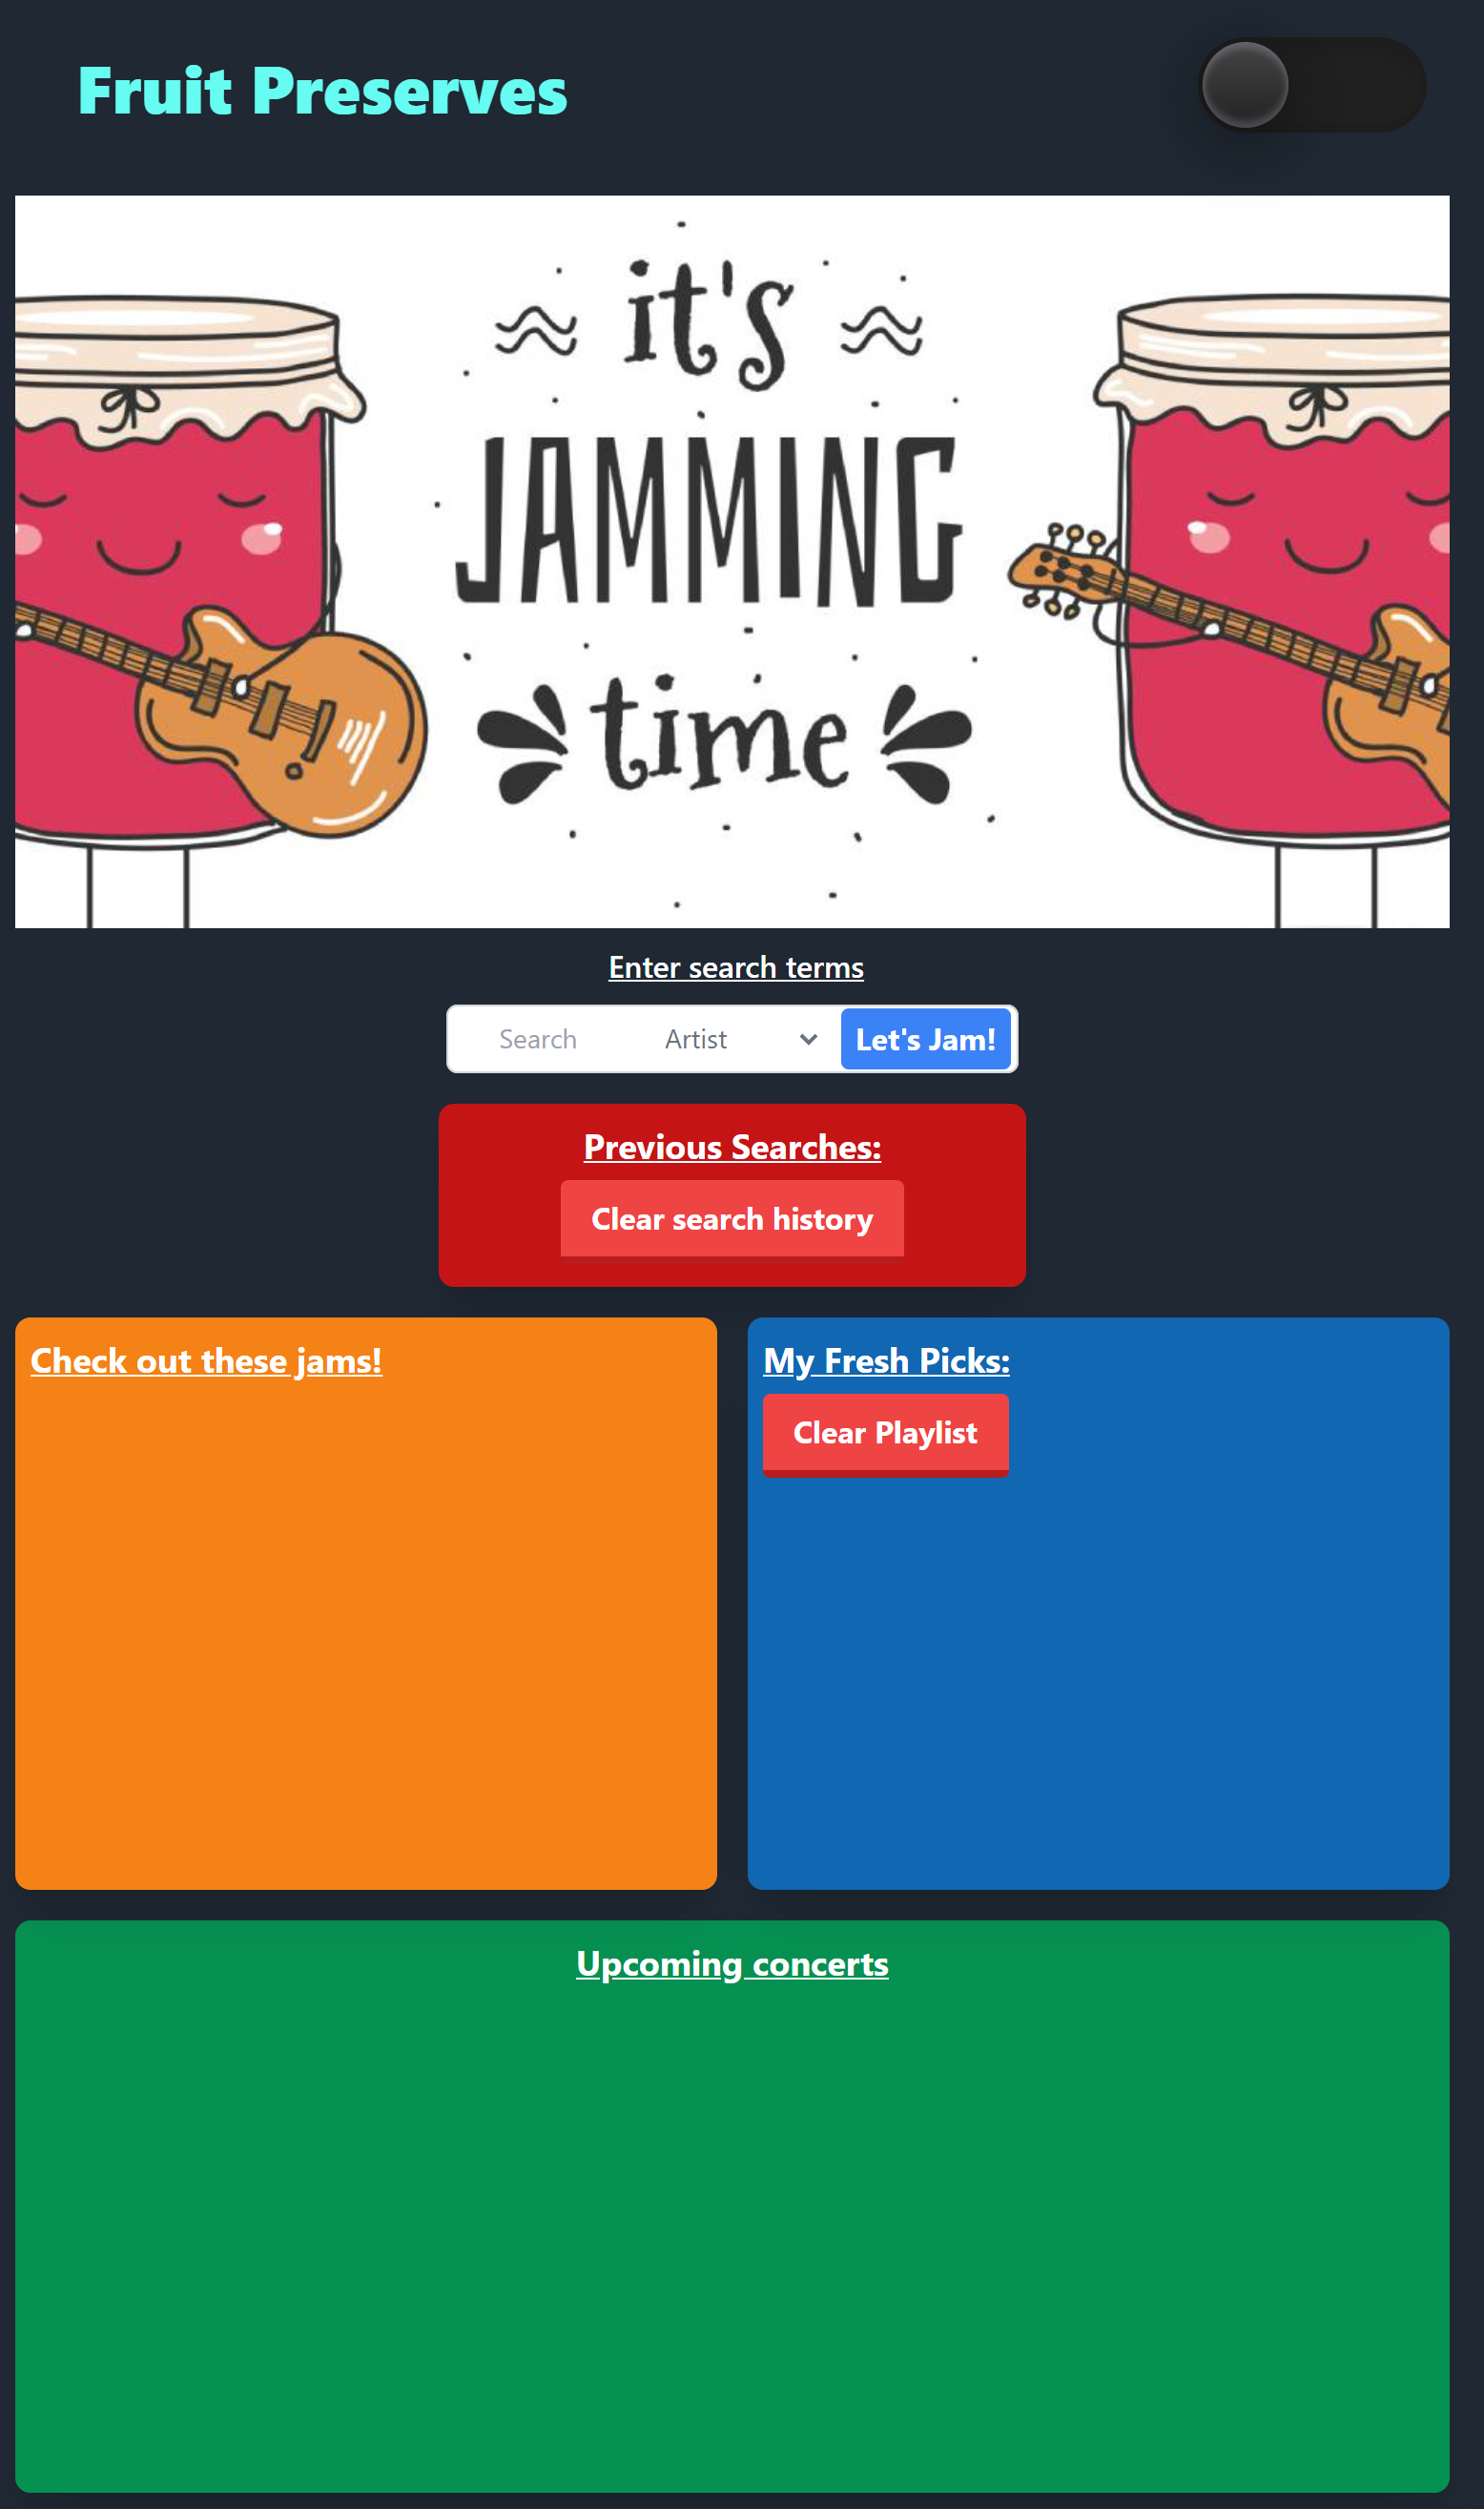 Fruit Preserves
it's
JAMMING
time
Enter search terms
Search Artist Let's Jam!
Previous Searches:
Clear search history
Check out these jams!
My Fresh Picks:
Clear Playlist
Upcoming concerts